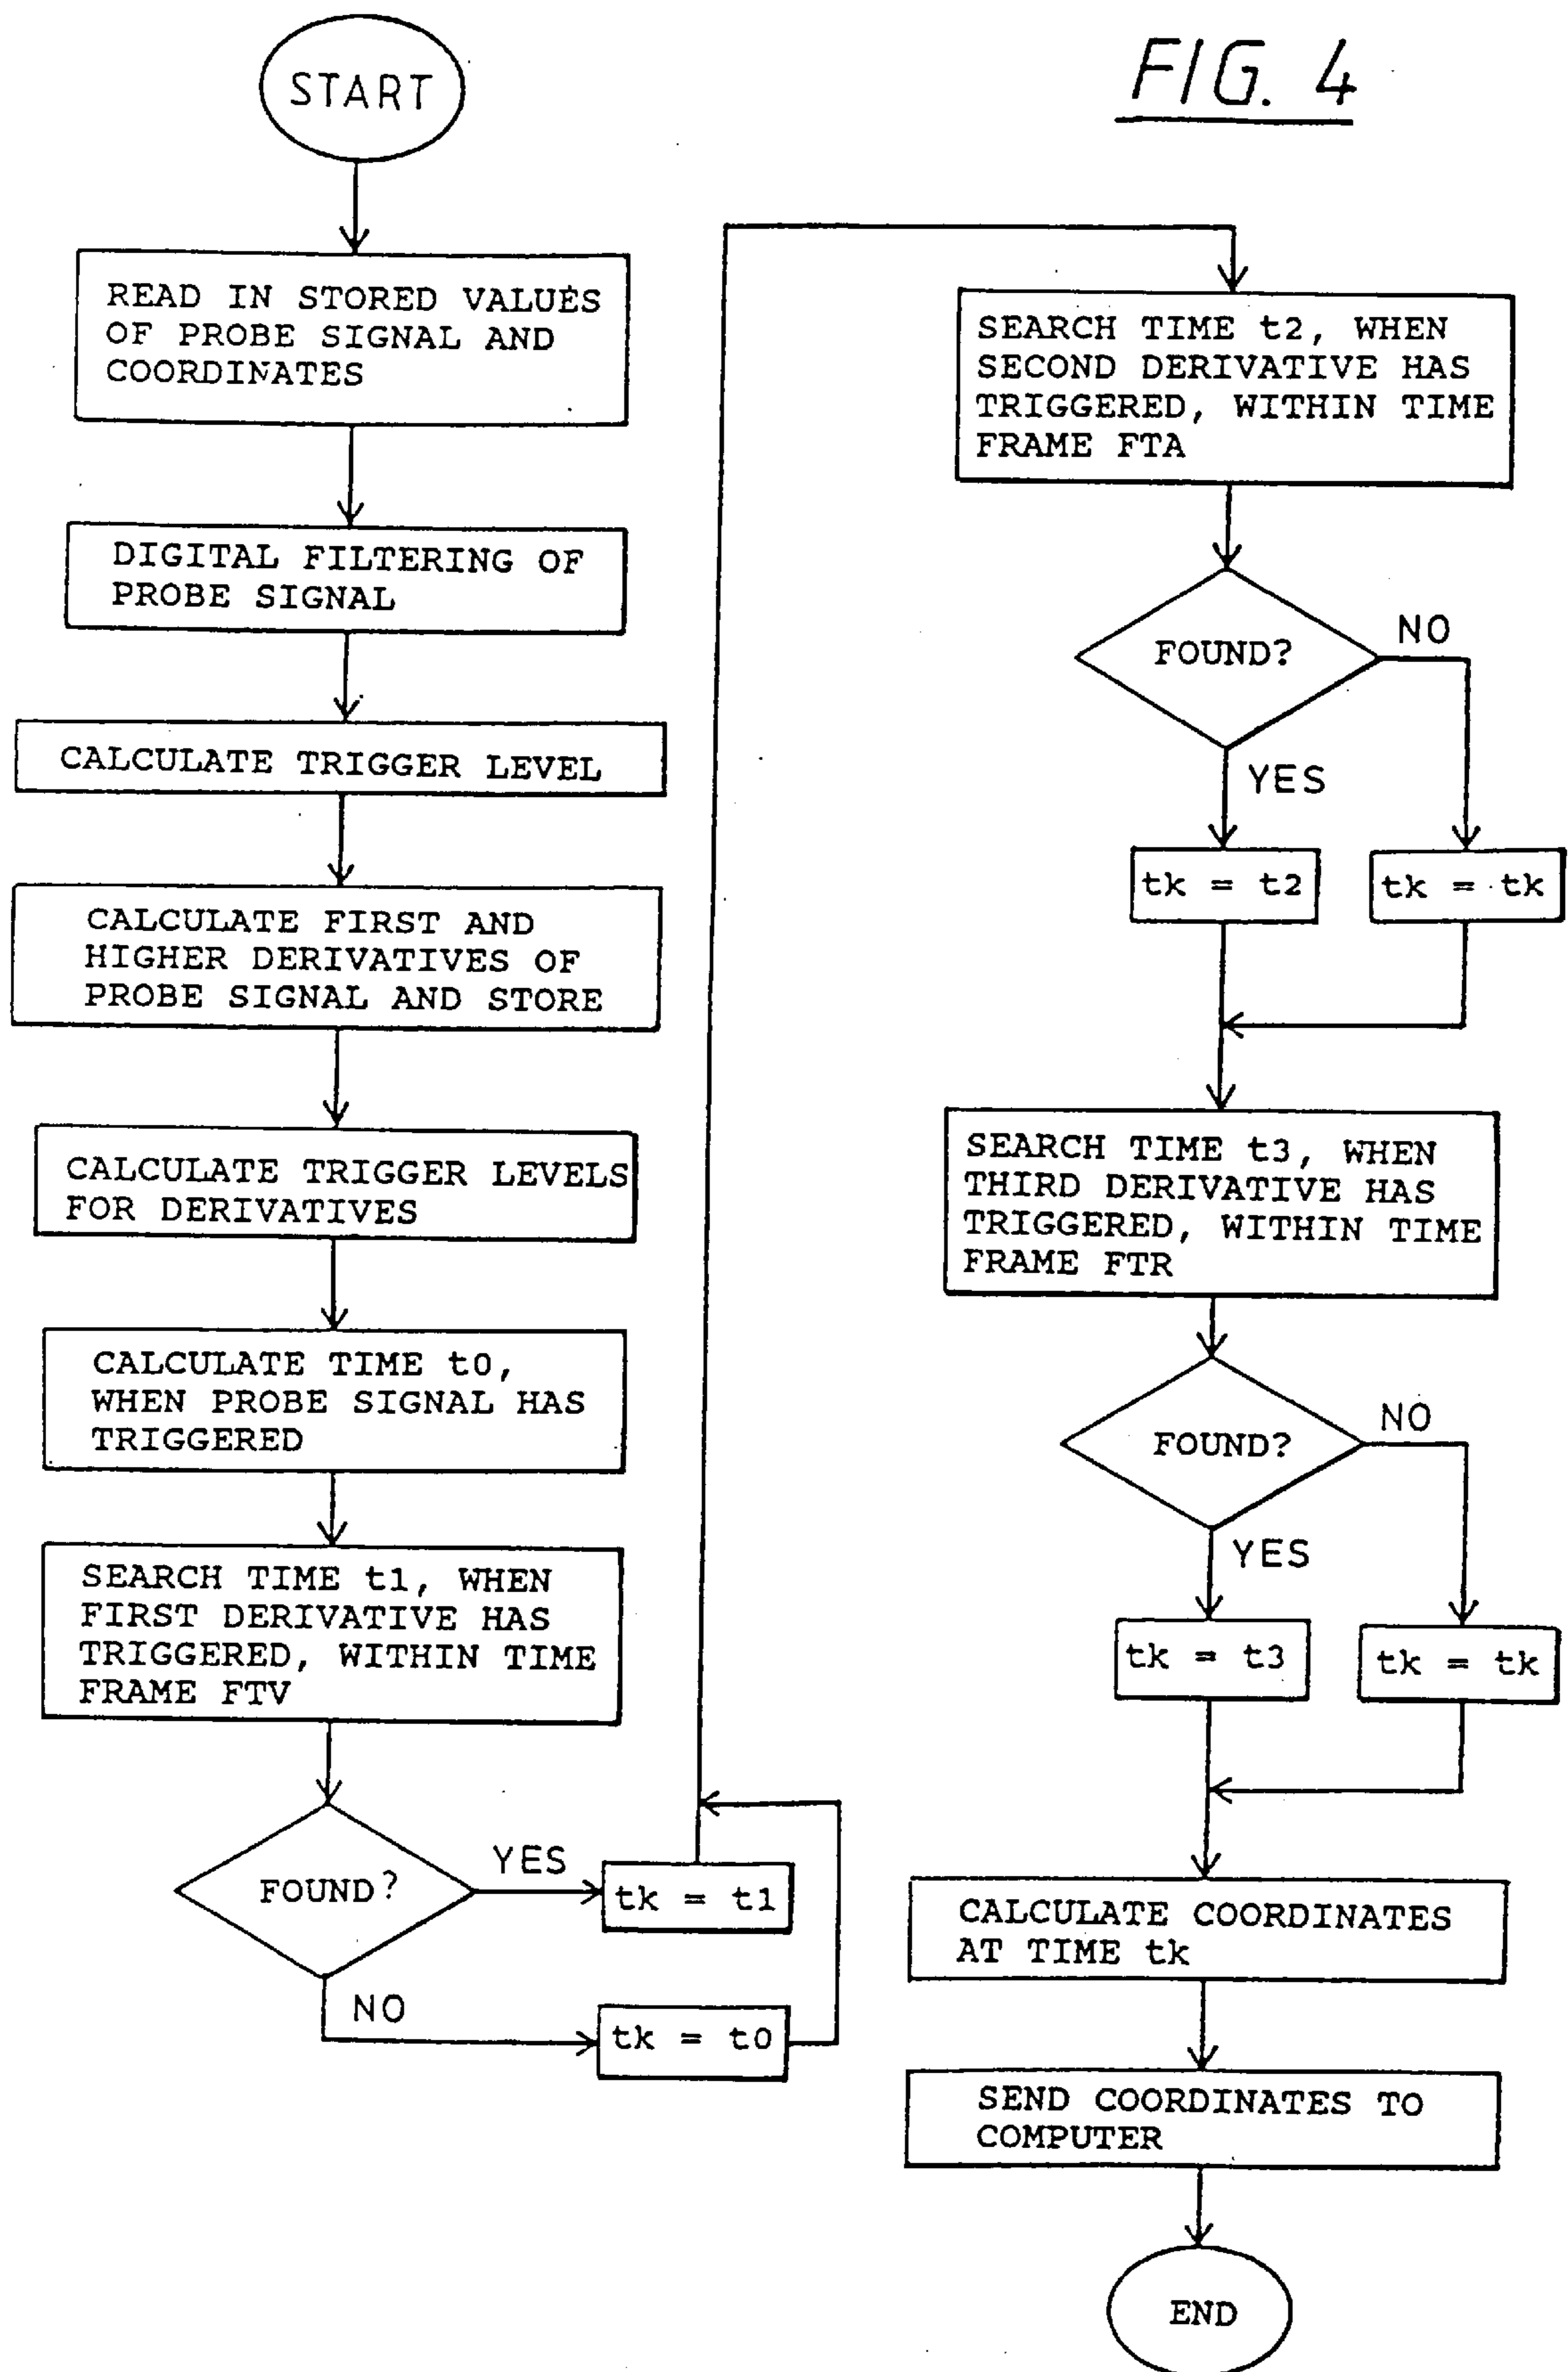 FIG. 4
START
READ IN STORED VALUES
OF PROBE SIGNAL AND
COORDINATES
DIGITAL FILTERING OF
PROBE SIGNAL
CALCULATE TRIGGER LEVEL
CALCULATE FIRST AND
HIGHER DERIVATIVES OF
PROBE SIGNAL AND STORE
CALCULATE TRIGGER LEVELS
FOR DERIVATIVES
CALCULATE TIME t0,
WHEN PROBE SIGNAL HAS
TRIGGERED
SEARCH TIME t1, WHEN
FIRST DERIVATIVE HAS
TRIGGERED, WITHIN TIME
FRAME FTV
FOUND?
YES
tk = t1
NO
tk = t0
SEARCH TIME t2, WHEN
SECOND DERIVATIVE HAS
TRIGGERED, WITHIN TIME
FRAME FTA
FOUND?
NO
YES
tk = t2
tk = tk
SEARCH TIME t3, WHEN
THIRD DERIVATIVE HAS
TRIGGERED, WITHIN TIME
FRAME FTR
FOUND?
NO
YES
tk = t3
tk = tk
CALCULATE COORDINATES
AT TIME tk
SEND COORDINATES TO
COMPUTER
END